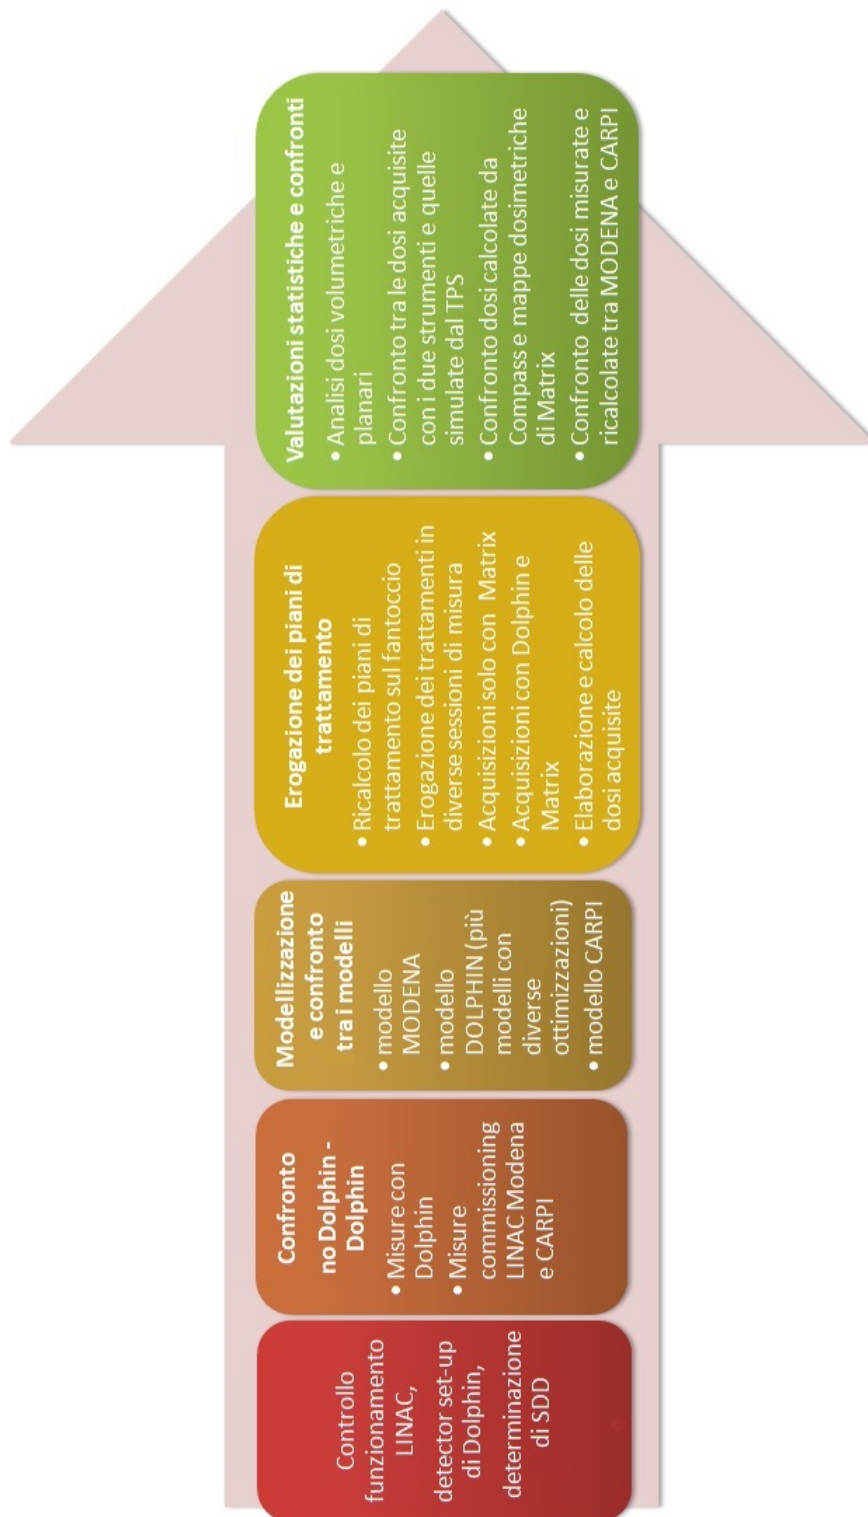 Controllo
funzionamento
LINAC,
detector set-up
di Dolphin,
determinazione
di SDD
Confronto
no Dolphin -
Dolphin
• Misure con
Dolphin
• Misure
commissioning
LINAC Modena
e CARPI
Modellizzazione
e confronto
tra i modelli
• modello
MODENA
• modello
DOLPHIN (più
modelli con
diverse
ottimizzazioni)
• modello CARPI
Erogazione dei piani di
trattamento
• Ricalcolo dei piani di
trattamento sul fantoccio
• Erogazione dei trattamenti in
diverse sessioni di misura
• Acquisizioni solo con Matrix
• Acquisizioni con Dolphin e
Matrix
• Elaborazione e calcolo delle
dosi acquisite
Valutazioni statistiche e confronti
• Analisi dosi volumetriche e
planari
• Confronto tra le dosi acquisite
con i due strumenti e quelle
simulate dal TPS
• Confronto dosi calcolate da
Compass e mappe dosimetriche
di Matrix
• Confronto delle dosi misurate e
ricalcolate tra MODENA e CARPI